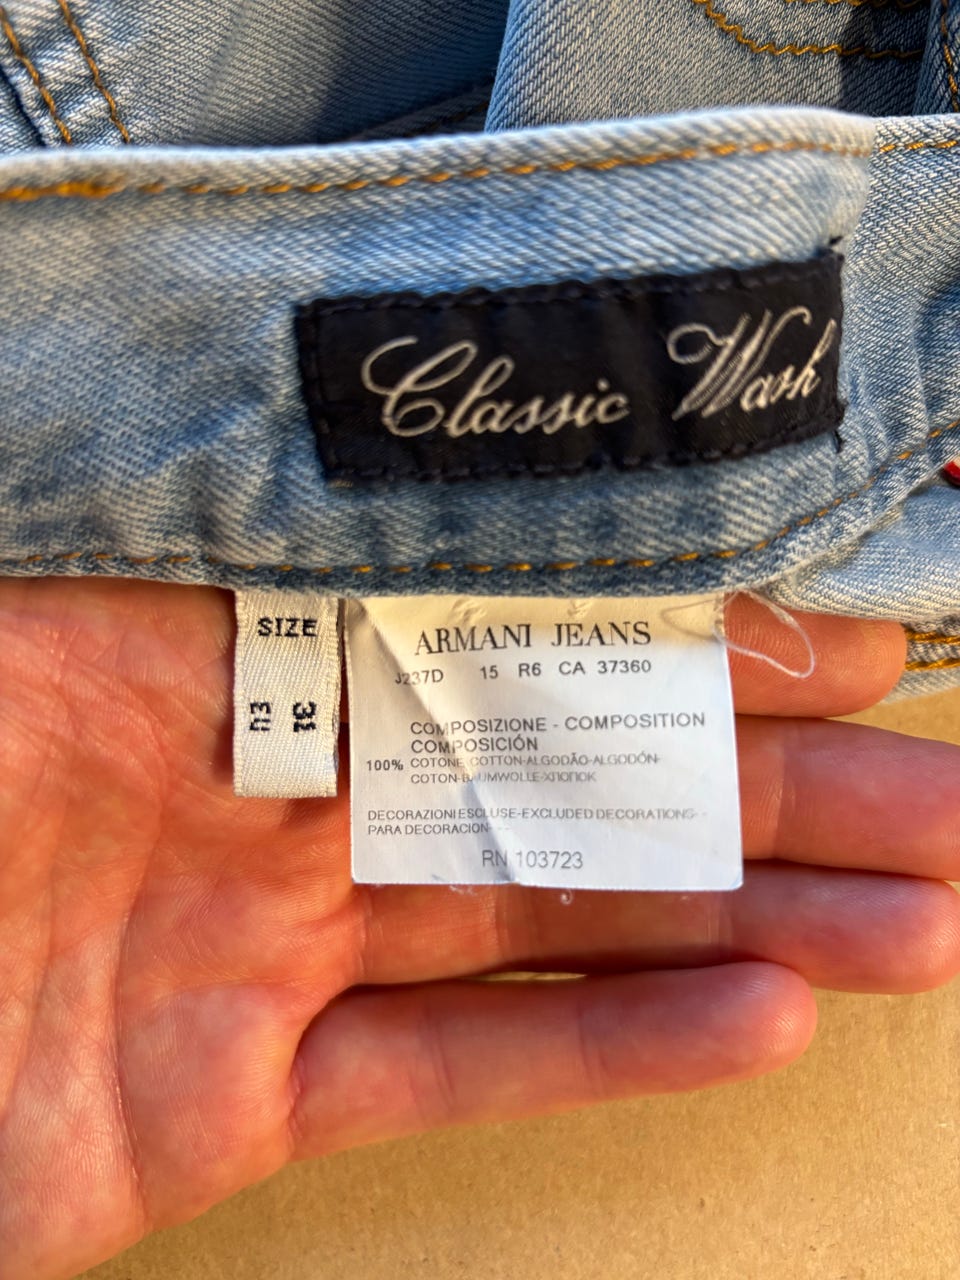 Classic Wash
SIZE
EU
31
ARMANI JEANS
J237D 15 R6 CA 37360
COMPOSIZIONE - COMPOSITION
COMPOSICIÓN
100% COTONE COTTON-ALGODÃO-ALGODÓN-
COTON-BAUMWOLLE-ХЛОПОК
DECORAZIONI ESCLUSE-EXCLUDED DECORATIONS--
PARA DECORACION---
RN 103723